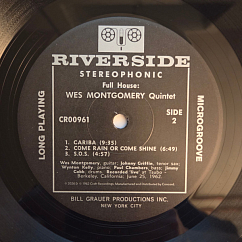 RIVERSIDE
STEREOPHONIC
Full House:
WES MONTGOMERY Quintet
CR00961
SIDE
2
LONG PLAYING
MICROGROOVE
1. CARIBA (9:35)
2. COME RAIN OR COME SHINE (6:49)
3. S.O.S. (4:57)
Wes Montgomery, guitar; Johnny Griffin, tenor sax;
Wynton Kelly, piano; Paul Chambers, bass; Jimmy
Cobb, drums. Recorded 'live' at Tsubo -
Berkeley, California; June 25, 1962.
BILL GRAUER PRODUCTIONS INC.
NEW YORK CITY